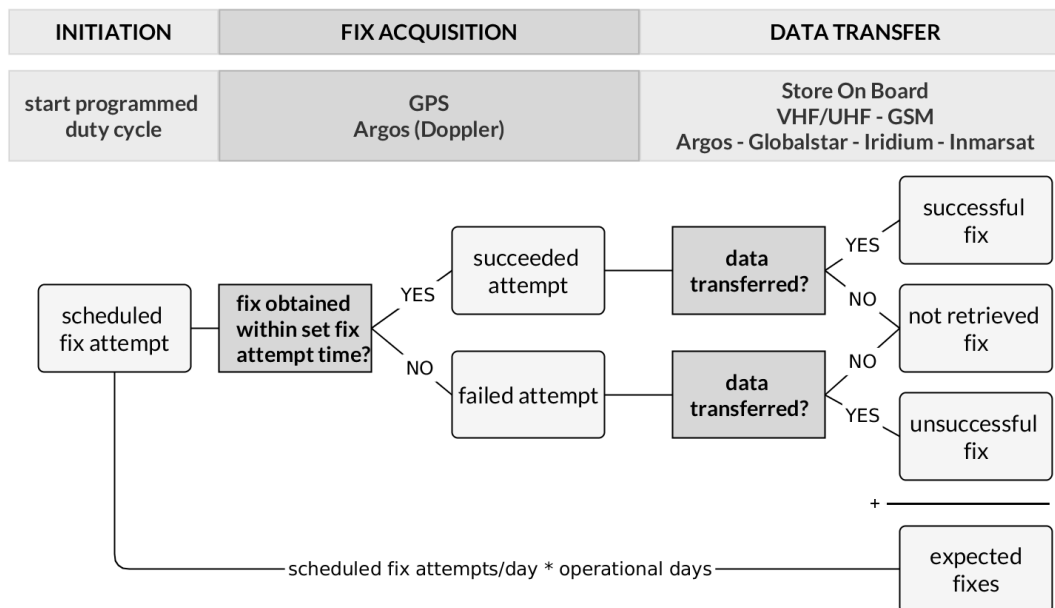 INITIATION
FIX ACQUISITION
DATA TRANSFER
start programmed
duty cycle
GPS
Argos (Doppler)
Store On Board
VHF/UHF - GSM
Argos - Globalstar - Iridium - Inmarsat
scheduled
fix attempt
fix obtained
within set fix
attempt time?
YES
NO
succeeded
attempt
failed attempt
data
transferred?
data
transferred?
YES
NO
NO
YES
successful
fix
not retrieved
fix
unsuccessful
fix
+
scheduled fix attempts/day * operational days
expected
fixes